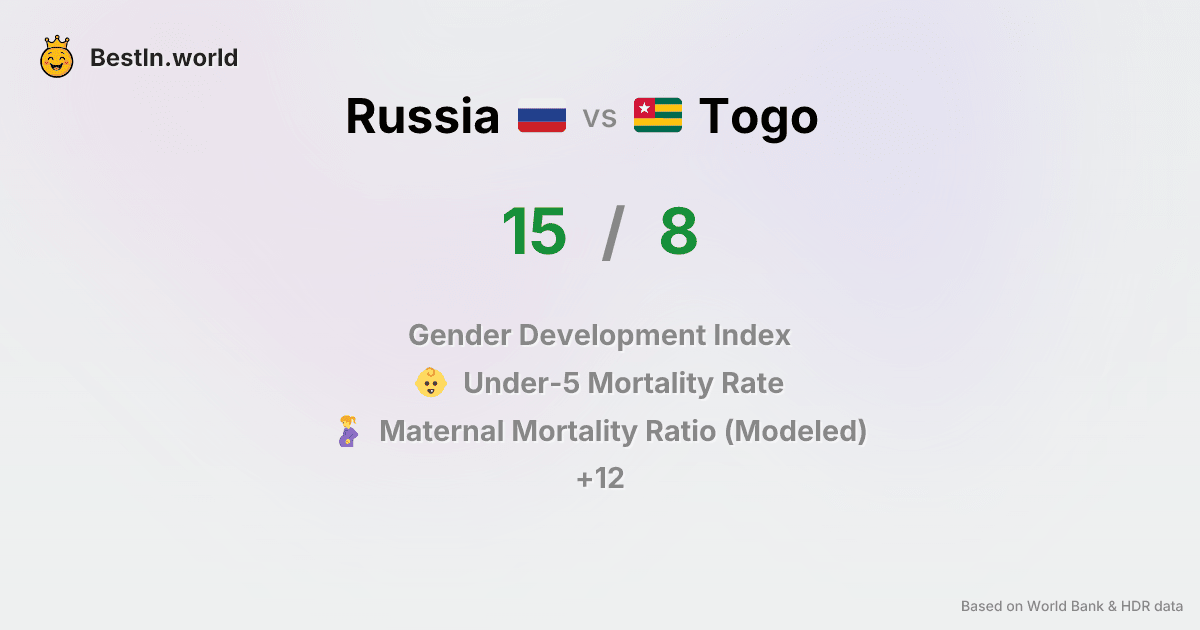 BestIn.world
Russia vs Togo
15 / 8
Gender Development Index
Under-5 Mortality Rate
Maternal Mortality Ratio (Modeled)
+12
Based on World Bank & HDR data